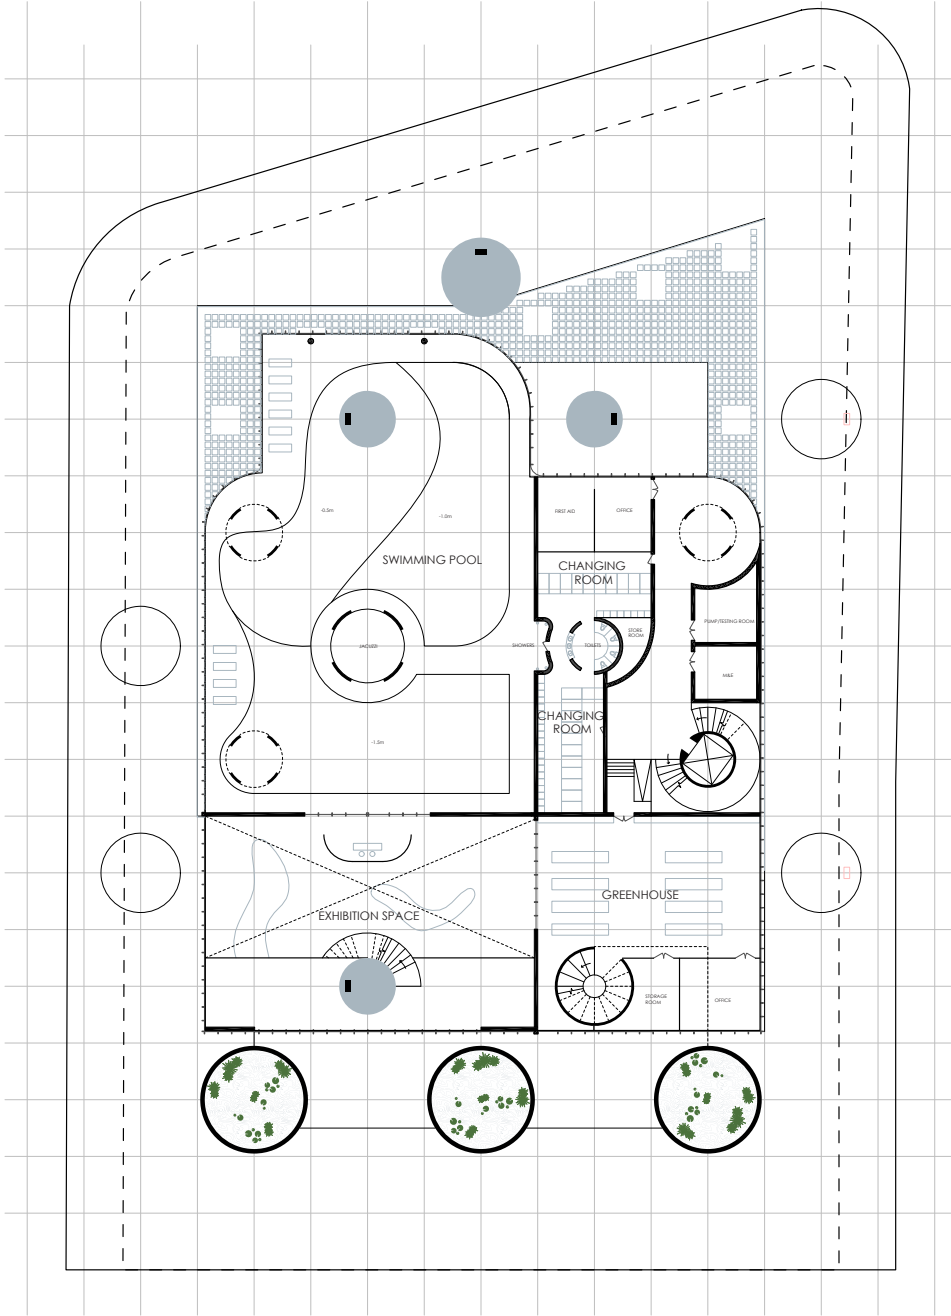 FIRST AID
OFFICE
-0.5m
-1.0m
SWIMMING POOL
CHANGING
ROOM
PUMP/TESTING ROOM
STORE
ROOM
SHOWERS
TOILETS
JACUZZI
M&E
CHANGING
ROOM
-1.5m
GREENHOUSE
EXHIBITION SPACE
STORAGE
ROOM
OFFICE